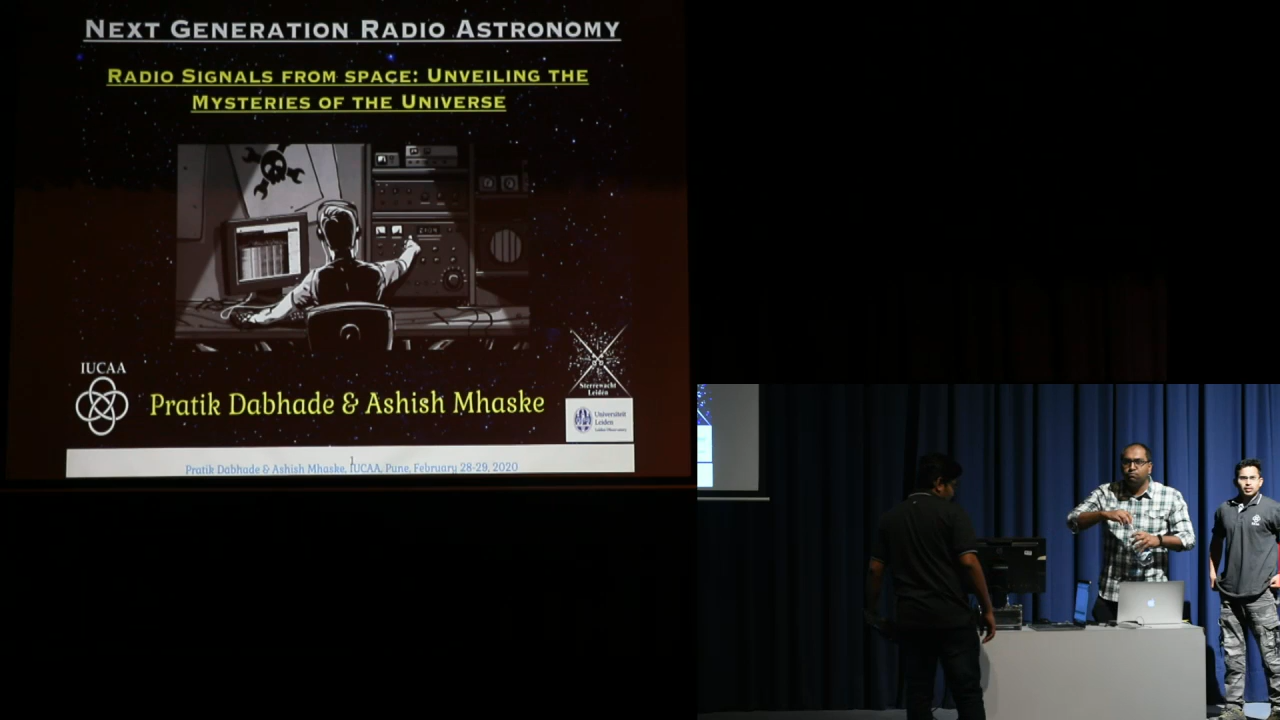 NEXT GENERATION RADIO ASTRONOMY
RADIO SIGNALS FROM SPACE: UNVEILING THE
MYSTERIES OF THE UNIVERSE
IUCAA
Pratik Dabhade & Ashish Mhaske
Sterrewacht
Leiden
Universiteit
Leiden
1
Pratik Dabhade & Ashish Mhaske, IUCAA, Pune, February 28-29, 2020